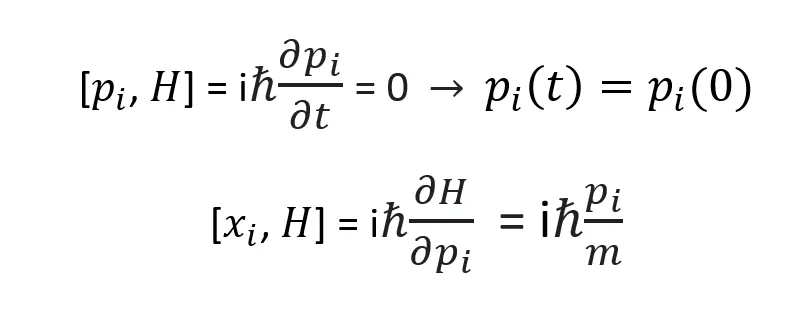 [pᵢ, H] = iℏ ∂pᵢ/∂t = 0 → pᵢ(t) = pᵢ(0)
[xᵢ, H] = iℏ ∂H/∂pᵢ = iℏ pᵢ/m